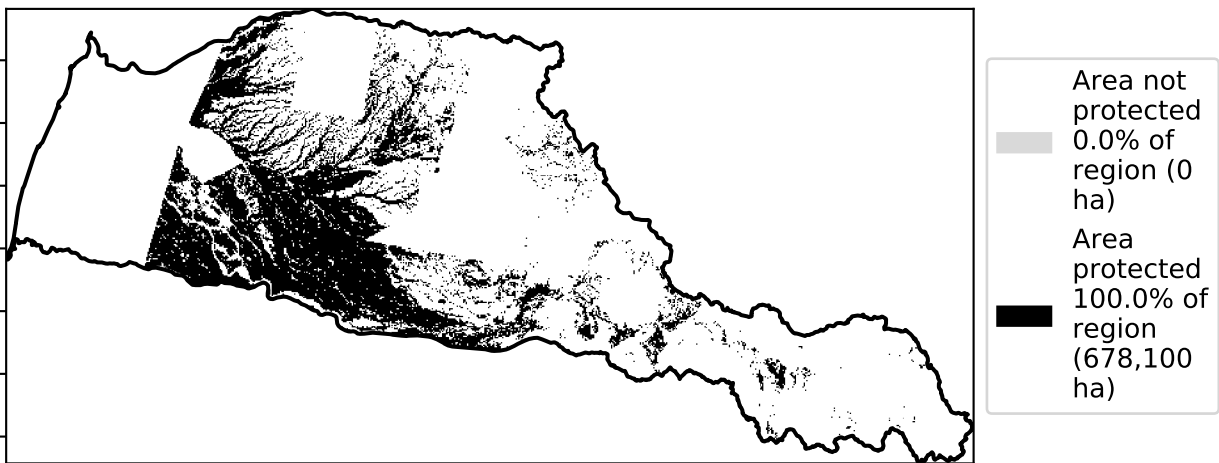 Area not
protected
0.0% of
region (0
ha)
Area
protected
100.0% of
region
(678,100
ha)